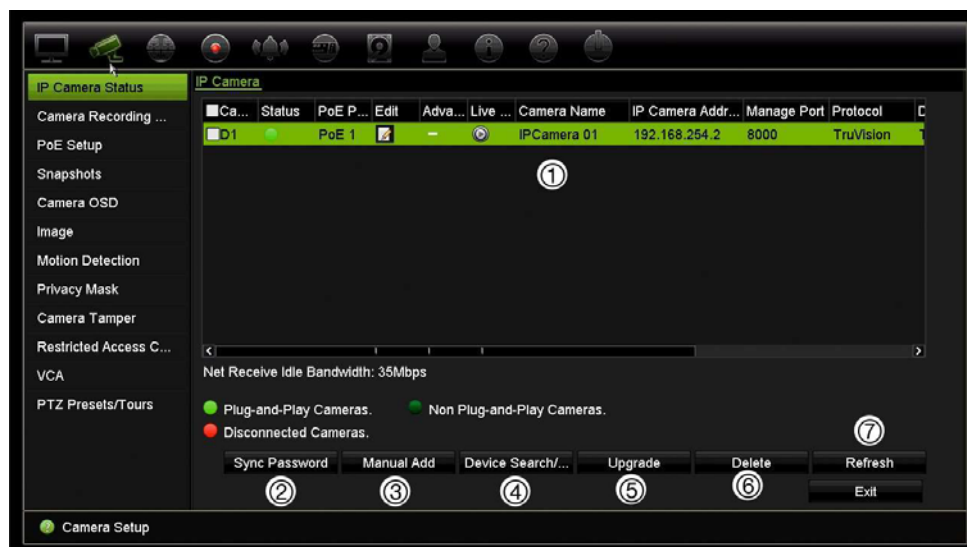 IP Camera Status
Camera Recording ...
PoE Setup
Snapshots
Camera OSD
Image
Motion Detection
Privacy Mask
Camera Tamper
Restricted Access C...
VCA
PTZ Presets/Tours
IP Camera
Ca... Status PoE P... Edit Adva... Live ... Camera Name IP Camera Addr... Manage Port Protocol
D1 PoE 1 IPCamera 01 192.168.254.2 8000 TruVision
①
Net Receive Idle Bandwidth: 35Mbps
Plug-and-Play Cameras. Non Plug-and-Play Cameras.
Disconnected Cameras.
⑦
Sync Password Manual Add Device Search/... Upgrade Delete Refresh
② ③ ④ ⑤ ⑥
Exit
Camera Setup